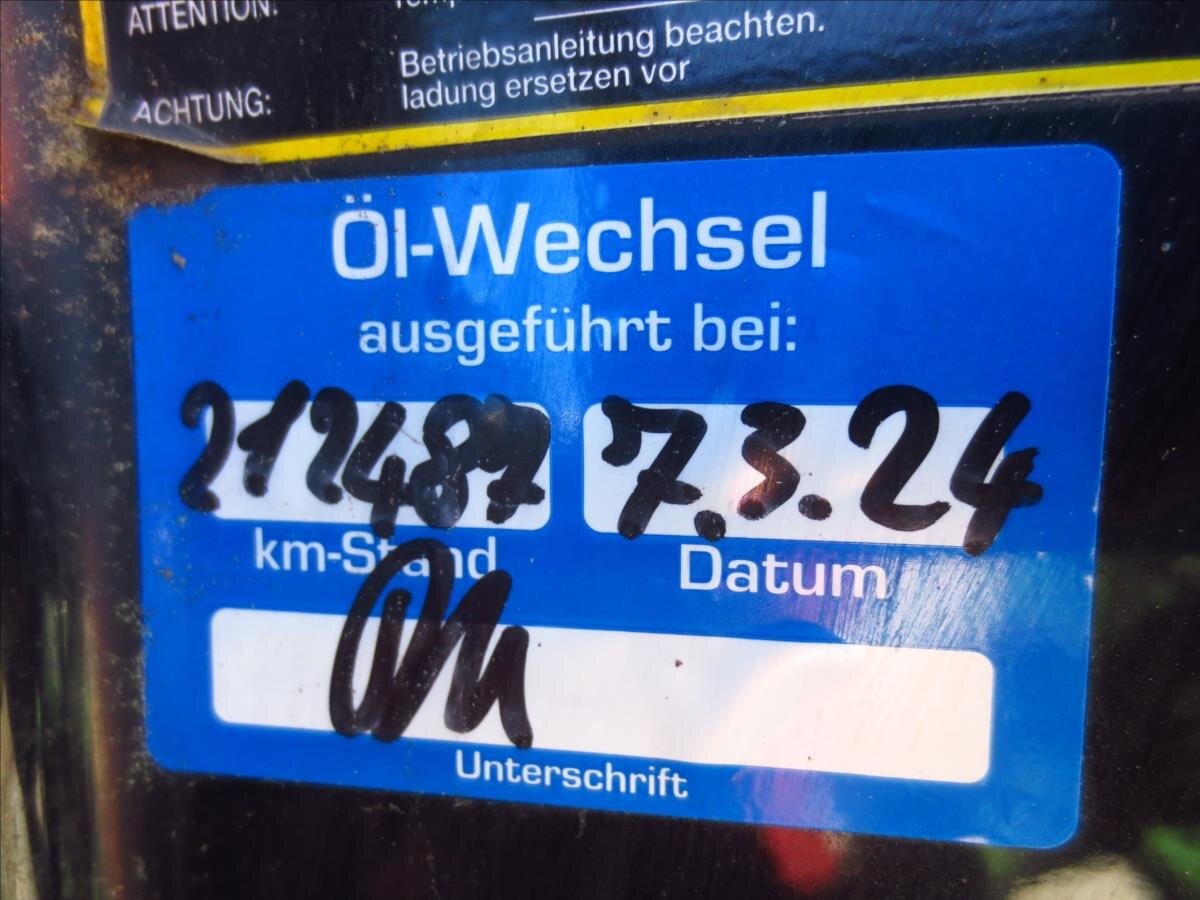 ATTENTION:
Betriebsanleitung beachten.
ACHTUNG:
ladung ersetzen vor
Öl-Wechsel
ausgeführt bei:
212487 7.3.24
km-Stand Datum
Unterschrift